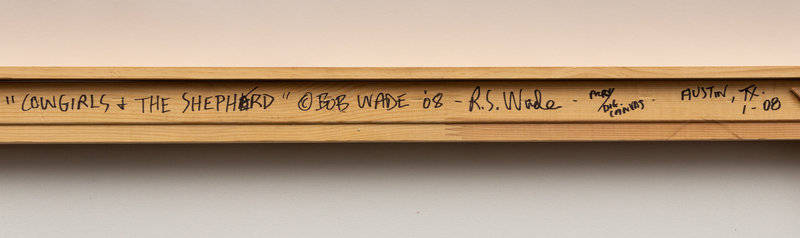 "COWGIRLS + THE SHEPHERD" © BOB WADE '08 - R.S. Wade - ACRY/DIG. CANVAS. AUSTIN, TX. 1-08